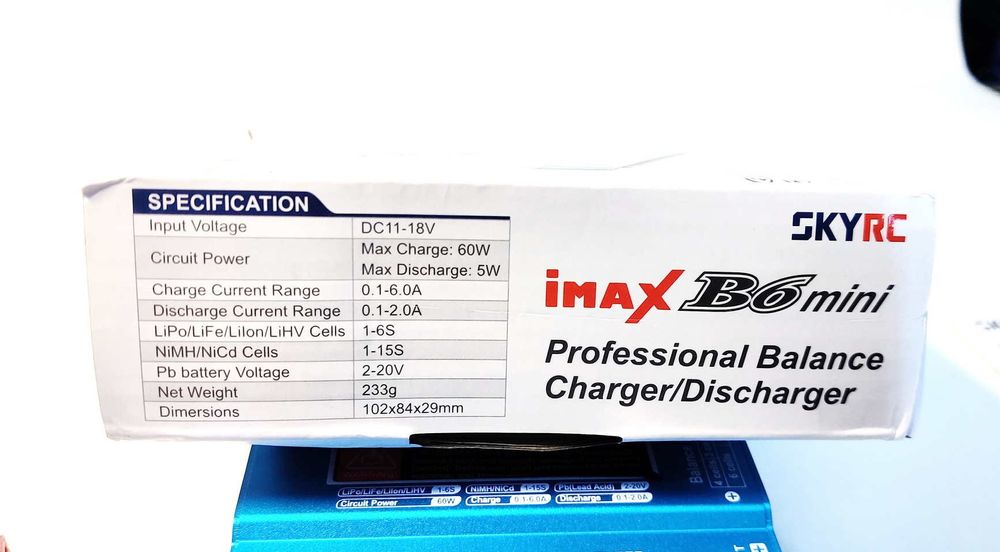 SPECIFICATION
Input Voltage DC11-18V
Circuit Power Max Charge: 60W
Max Discharge: 5W
Charge Current Range 0.1-6.0A
Discharge Current Range 0.1-2.0A
LiPo/LiFe/LiIon/LiHV Cells 1-6S
NiMH/NiCd Cells 1-15S
Pb battery Voltage 2-20V
Net Weight 233g
Dimersions 102x84x29mm
SKYRC
iMAX B6 mini
Professional Balance
Charger/Discharger
LiPo/LiFe/LiIon/LiHV 1-6S NiMH/NiCd 1-15S Pb(Lead Acid) 2-20V
Circuit Power 60W Charge 0.1-6.0A Discharge 0.1-2.0A
Balance